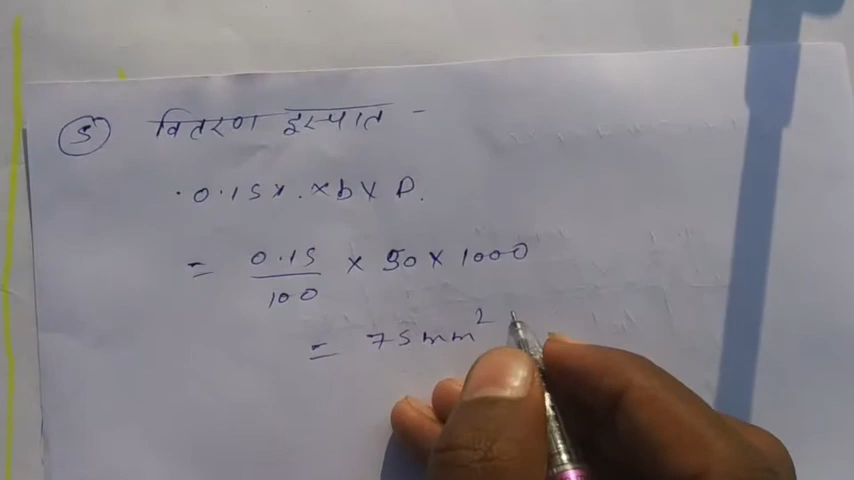 (5) वितरण इस्पात -
.0.15%.×b×D.
= 0.15/100 × 50 × 1000
= 75mm²